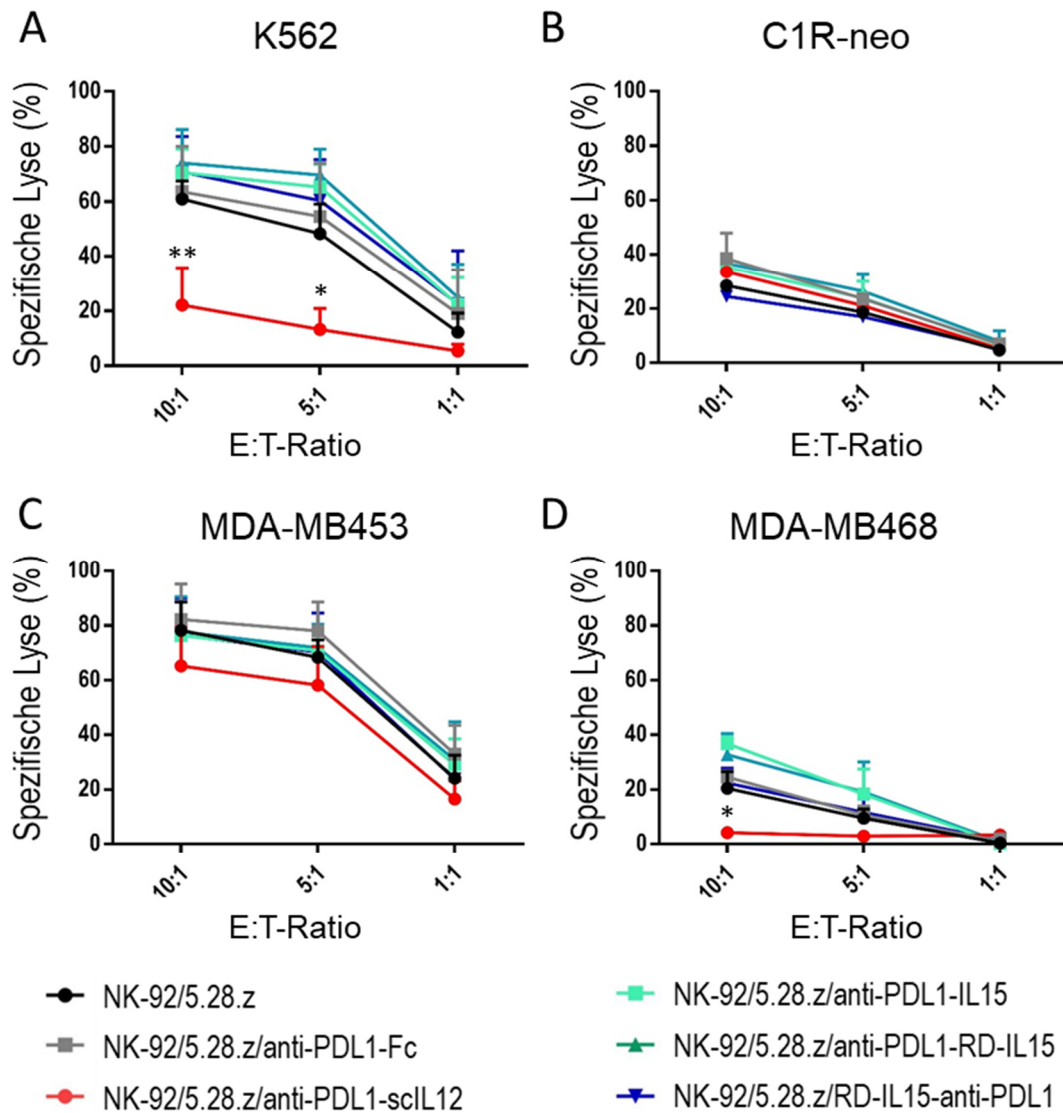 A
K562
Spezifische Lyse (%)
100
80
60
40
20
0
**
*
10:1
5:1
1:1
E:T-Ratio
B
C1R-neo
Spezifische Lyse (%)
100
80
60
40
20
0
10:1
5:1
1:1
E:T-Ratio
C
MDA-MB453
Spezifische Lyse (%)
100
80
60
40
20
0
10:1
5:1
1:1
E:T-Ratio
D
MDA-MB468
Spezifische Lyse (%)
100
80
60
40
20
0
*
10:1
5:1
1:1
E:T-Ratio
NK-92/5.28.z
NK-92/5.28.z/anti-PDL1-Fc
NK-92/5.28.z/anti-PDL1-scIL12
NK-92/5.28.z/anti-PDL1-IL15
NK-92/5.28.z/anti-PDL1-RD-IL15
NK-92/5.28.z/RD-IL15-anti-PDL1